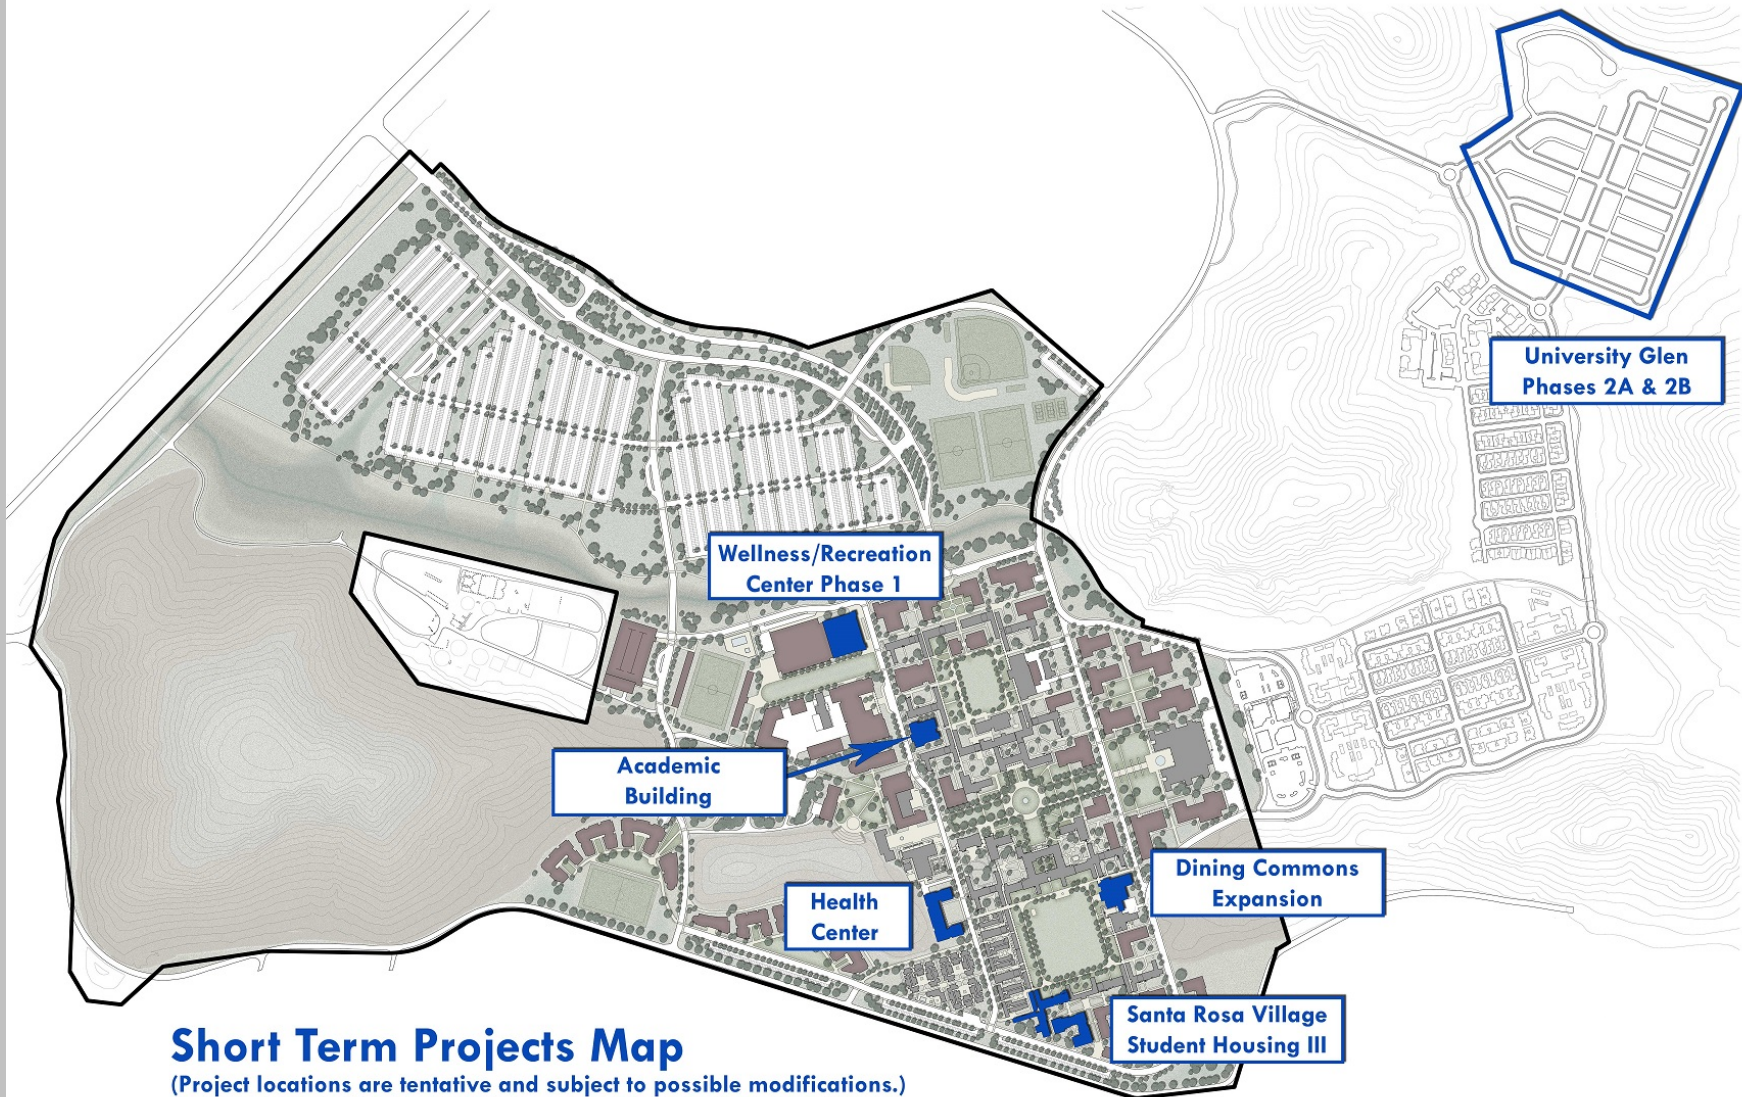 University Glen
Phases 2A & 2B
Wellness/Recreation
Center Phase 1
Academic
Building
Dining Commons
Expansion
Health
Center
Santa Rosa Village
Student Housing III
Short Term Projects Map
(Project locations are tentative and subject to possible modifications.)